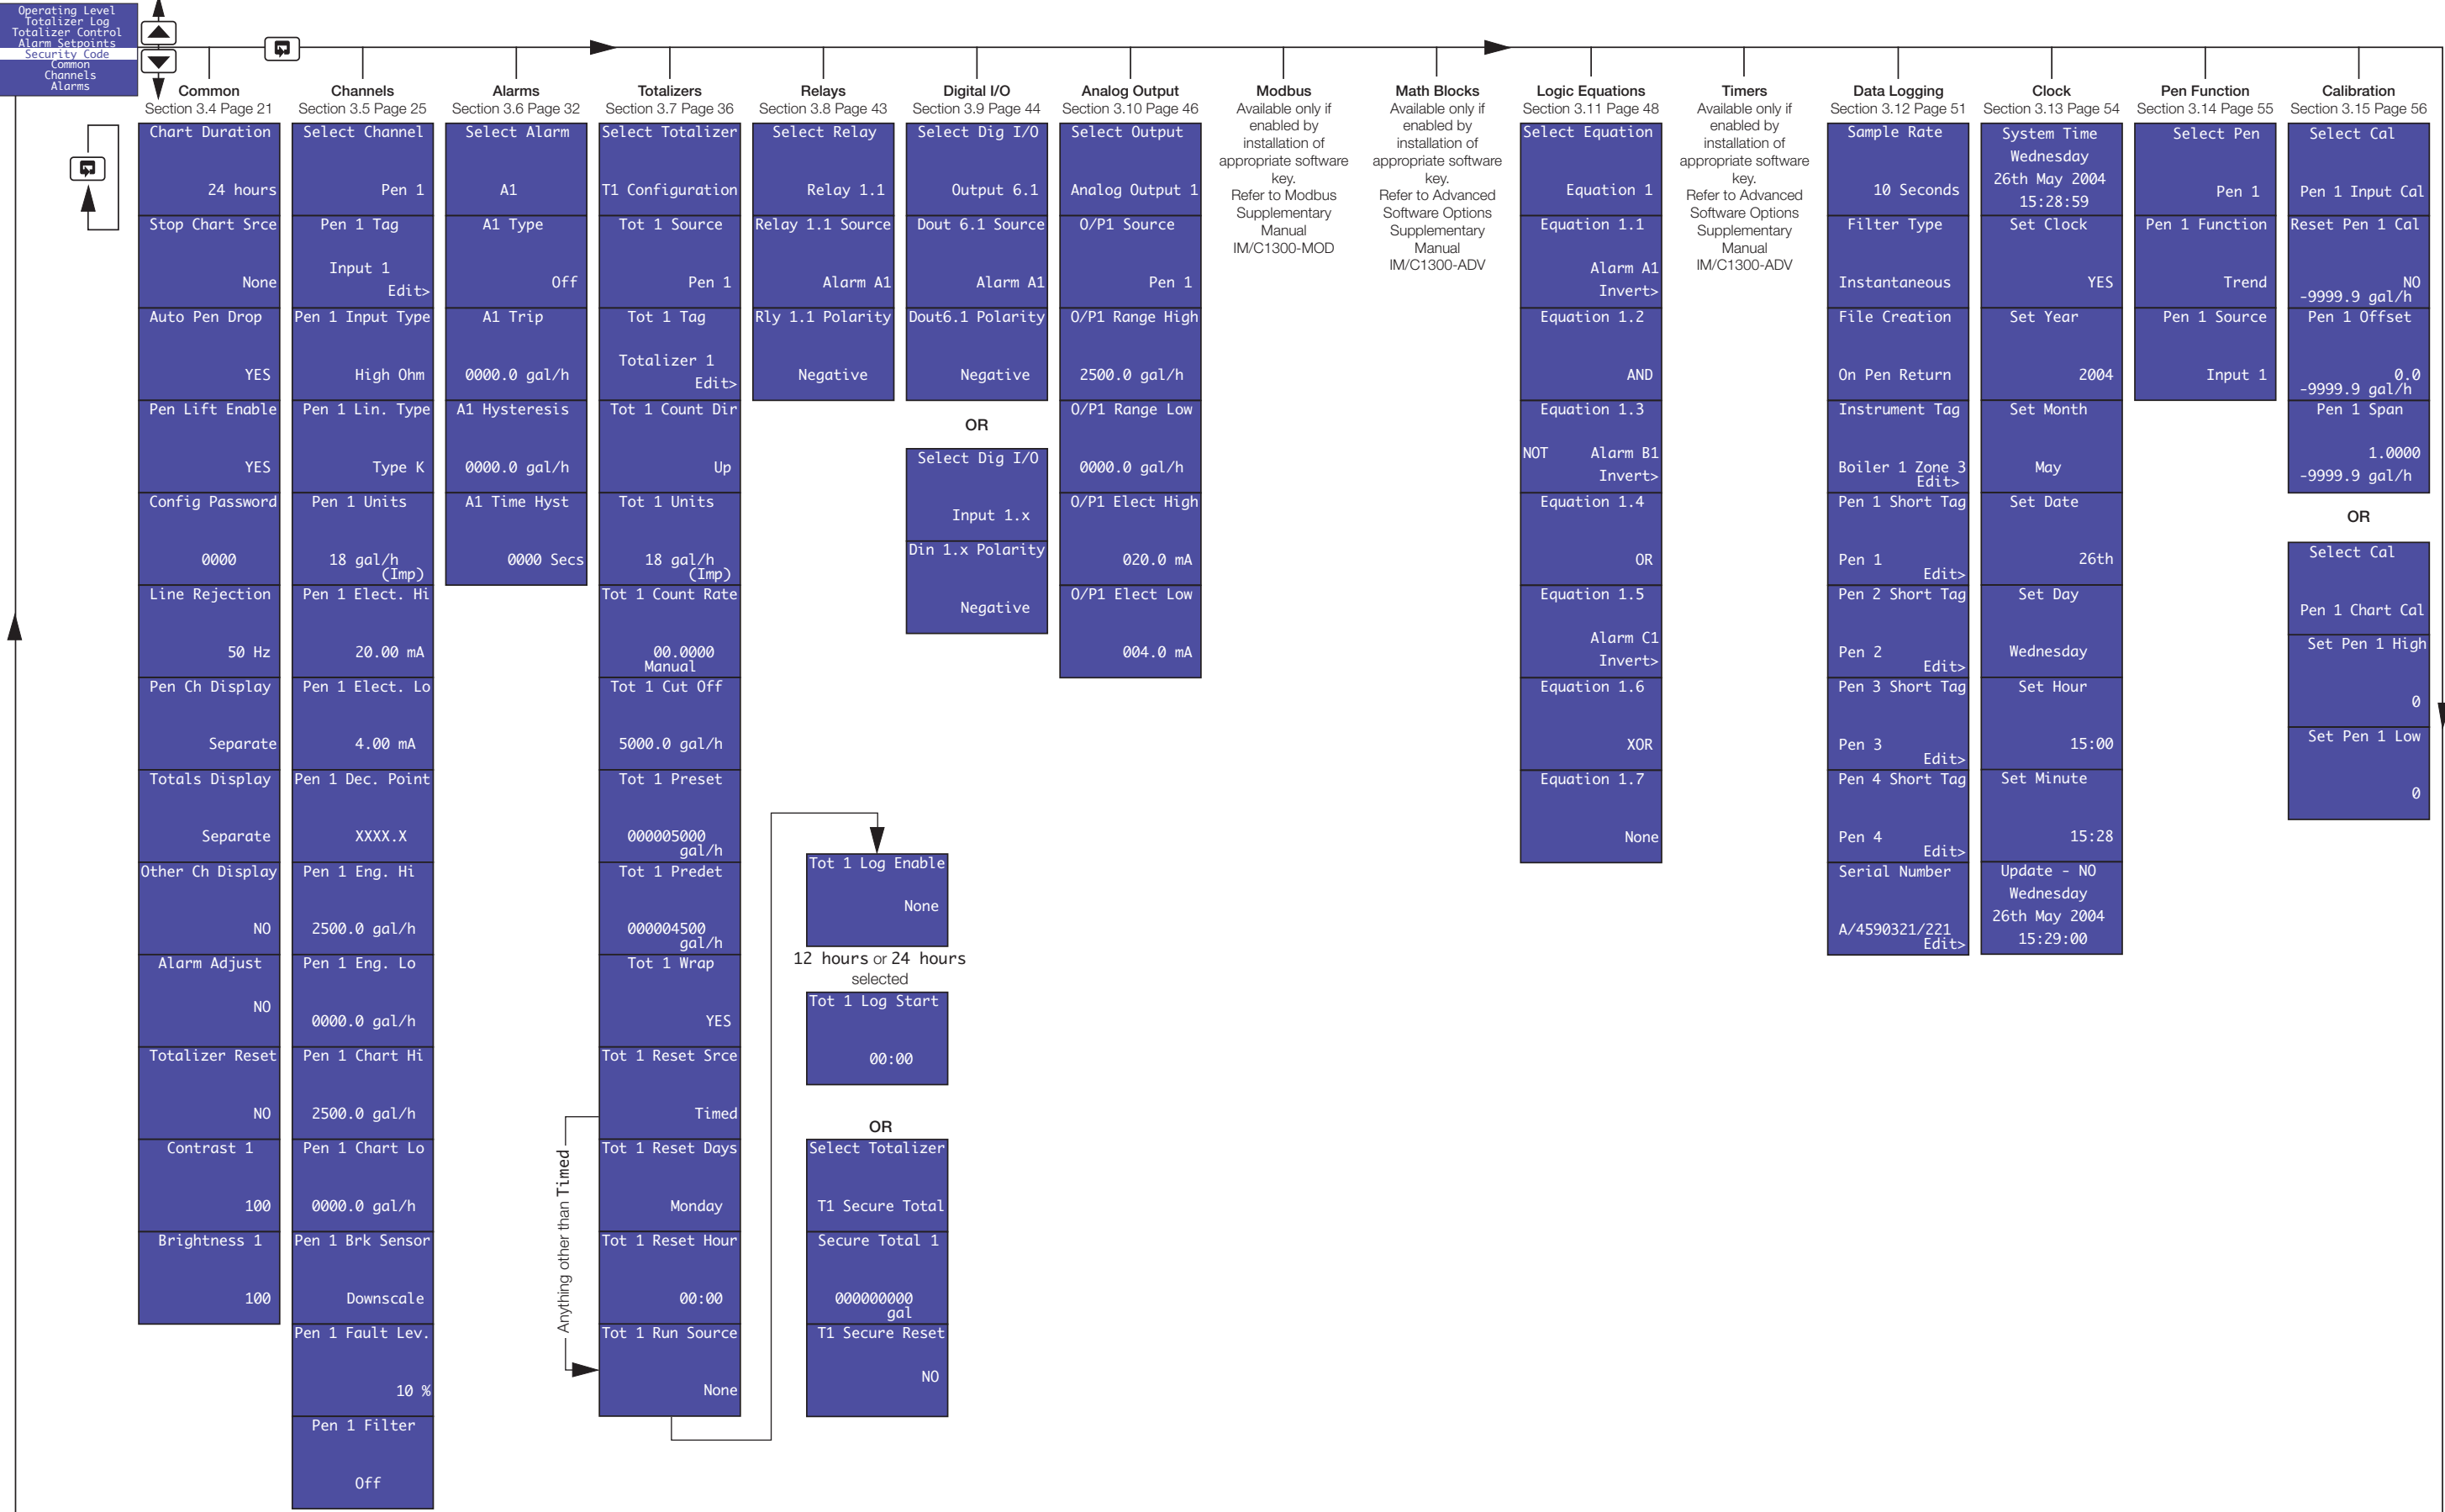 Operating Level
Totalizer Log
Totalizer Control
Alarm Setpoints
Security Code
Common
Channels
Alarms
Common
Section 3.4 Page 21
Chart Duration
24 hours
Stop Chart Srce
None
Auto Pen Drop
YES
Pen Lift Enable
YES
Config Password
0000
Line Rejection
50 Hz
Pen Ch Display
Separate
Totals Display
Separate
Other Ch Display
NO
Alarm Adjust
NO
Totalizer Reset
NO
Contrast 1
100
Brightness 1
100
Channels
Section 3.5 Page 25
Select Channel
Pen 1
Pen 1 Tag
Input 1
Edit>
Pen 1 Input Type
High Ohm
Pen 1 Lin. Type
Type K
Pen 1 Units
18 gal/h
(Imp)
Pen 1 Elect. Hi
20.00 mA
Pen 1 Elect. Lo
4.00 mA
Pen 1 Dec. Point
XXXX.X
Pen 1 Eng. Hi
2500.0 gal/h
Pen 1 Eng. Lo
0000.0 gal/h
Pen 1 Chart Hi
2500.0 gal/h
Pen 1 Chart Lo
0000.0 gal/h
Pen 1 Brk Sensor
Downscale
Pen 1 Fault Lev.
10 %
Pen 1 Filter
Off
Alarms
Section 3.6 Page 32
Select Alarm
A1
A1 Type
Off
A1 Trip
0000.0 gal/h
A1 Hysteresis
0000.0 gal/h
A1 Time Hyst
0000 Secs
Totalizers
Section 3.7 Page 36
Select Totalizer
T1 Configuration
Tot 1 Source
Pen 1
Tot 1 Tag
Totalizer 1
Edit>
Tot 1 Count Dir
Up
Tot 1 Units
18 gal/h
(Imp)
Tot 1 Count Rate
00.0000
Manual
Tot 1 Cut Off
5000.0 gal/h
Tot 1 Preset
000005000
gal/h
Tot 1 Predet
000004500
gal/h
Tot 1 Wrap
YES
Tot 1 Reset Srce
Timed
Anything other than Timed
Tot 1 Reset Days
Monday
Tot 1 Reset Hour
00:00
Tot 1 Run Source
None
Tot 1 Log Enable
None
12 hours or 24 hours
selected
Tot 1 Log Start
00:00
OR
Select Totalizer
T1 Secure Total
Secure Total 1
000000000
gal
T1 Secure Reset
NO
Relays
Section 3.8 Page 43
Select Relay
Relay 1.1
Relay 1.1 Source
Alarm A1
Rly 1.1 Polarity
Negative
Digital I/O
Section 3.9 Page 44
Select Dig I/O
Output 6.1
Dout 6.1 Source
Alarm A1
Dout6.1 Polarity
Negative
OR
Select Dig I/O
Input 1.x
Din 1.x Polarity
Negative
Analog Output
Section 3.10 Page 46
Select Output
Analog Output 1
O/P1 Source
Pen 1
O/P1 Range High
2500.0 gal/h
O/P1 Range Low
0000.0 gal/h
O/P1 Elect High
020.0 mA
O/P1 Elect Low
004.0 mA
Modbus
Available only if
enabled by
installation of
appropriate software
key.
Refer to Modbus
Supplementary
Manual
IM/C1300-MOD
Math Blocks
Available only if
enabled by
installation of
appropriate software
key.
Refer to Advanced
Software Options
Supplementary
Manual
IM/C1300-ADV
Logic Equations
Section 3.11 Page 48
Select Equation
Equation 1
Equation 1.1
Alarm A1
Invert>
Equation 1.2
AND
Equation 1.3
NOT Alarm B1
Invert>
Equation 1.4
OR
Equation 1.5
Alarm C1
Invert>
Equation 1.6
XOR
Equation 1.7
None
Timers
Available only if
enabled by
installation of
appropriate software
key.
Refer to Advanced
Software Options
Supplementary
Manual
IM/C1300-ADV
Data Logging
Section 3.12 Page 51
Sample Rate
10 Seconds
Filter Type
Instantaneous
File Creation
On Pen Return
Instrument Tag
Boiler 1 Zone 3
Edit>
Pen 1 Short Tag
Pen 1
Edit>
Pen 2 Short Tag
Pen 2
Edit>
Pen 3 Short Tag
Pen 3
Edit>
Pen 4 Short Tag
Pen 4
Edit>
Serial Number
A/4590321/221
Edit>
Clock
Section 3.13 Page 54
System Time
Wednesday
26th May 2004
15:28:59
Set Clock
YES
Set Year
2004
Set Month
May
Set Date
26th
Set Day
Wednesday
Set Hour
15:00
Set Minute
15:28
Update - NO
Wednesday
26th May 2004
15:29:00
Pen Function
Section 3.14 Page 55
Select Pen
Pen 1
Pen 1 Function
Trend
Pen 1 Source
Input 1
Calibration
Section 3.15 Page 56
Select Cal
Pen 1 Input Cal
Reset Pen 1 Cal
NO
-9999.9 gal/h
Pen 1 Offset
0.0
-9999.9 gal/h
Pen 1 Span
1.0000
-9999.9 gal/h
OR
Select Cal
Pen 1 Chart Cal
Set Pen 1 High
0
Set Pen 1 Low
0